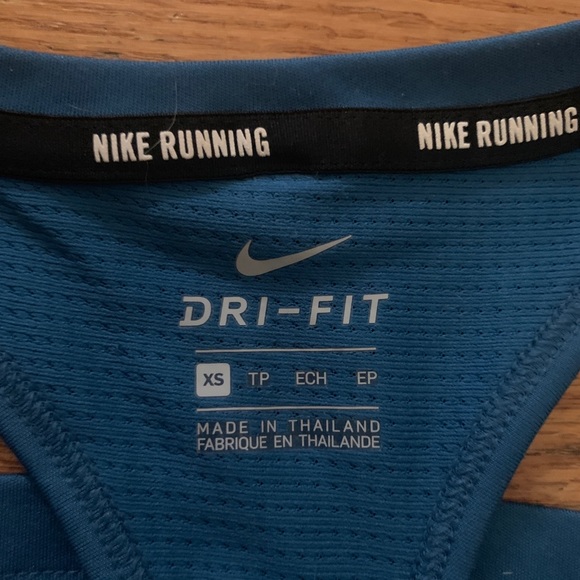 NIKE RUNNING NIKE RUNNING
DRI-FIT
XS TP ECH EP
MADE IN THAILAND
FABRIQUE EN THAILANDE